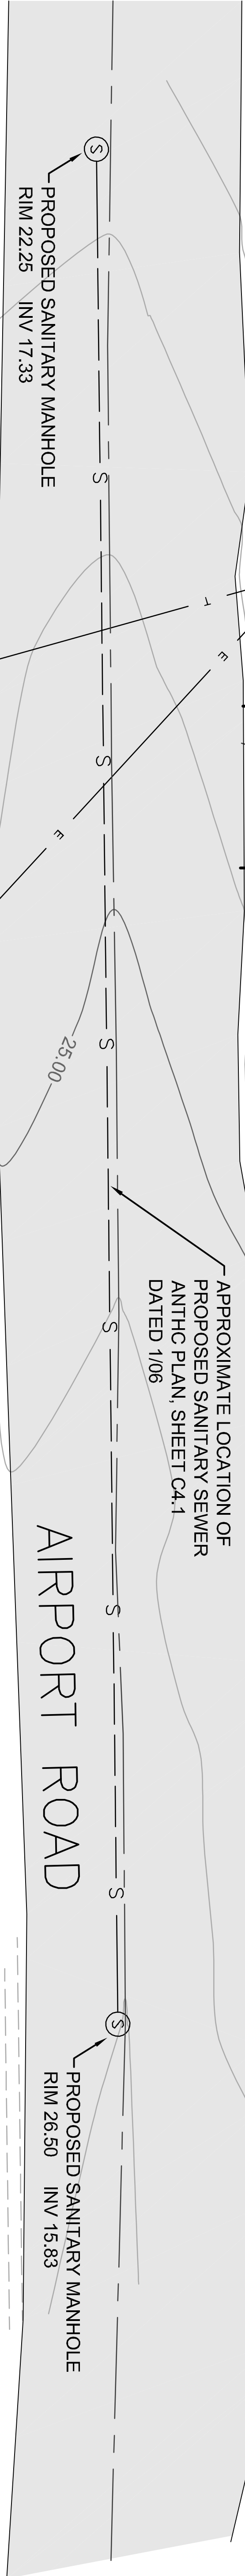 PROPOSED SANITARY MANHOLE
RIM 22.25 INV 17.33
S
S
T
E
S
E
S
25.00
APPROXIMATE LOCATION OF
PROPOSED SANITARY SEWER
ANTHC PLAN, SHEET C4.1
DATED 1/06
S
S
AIRPORT ROAD
S
S
PROPOSED SANITARY MANHOLE
RIM 26.50 INV 15.83